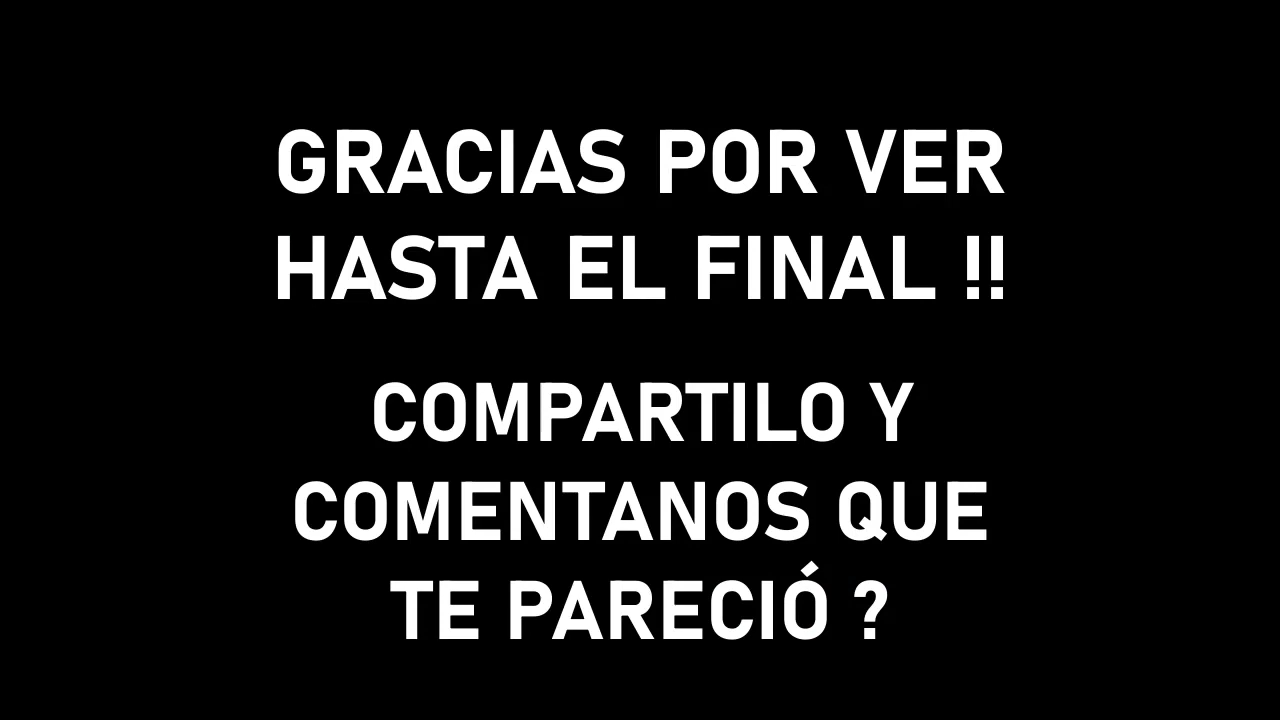 GRACIAS POR VER
HASTA EL FINAL !!
COMPARTILO Y
COMENTANOS QUE
TE PARECIÓ ?